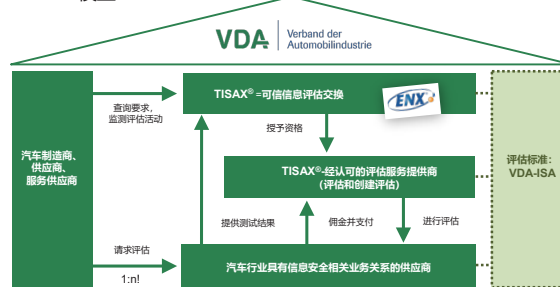 VDA
Verband der
Automobilindustrie
TISAX® =可信信息评估交换
ENX
查询要求,
监测评估活动
授予资格
汽车制造商、
供应商、
服务供应商
TISAX®-经认可的评估服务提供商
(评估和创建评估)
评估标准:
VDA-ISA
提供测试结果
佣金并支付
进行评估
请求评估
1:n!
汽车行业具有信息安全相关业务关系的供应商